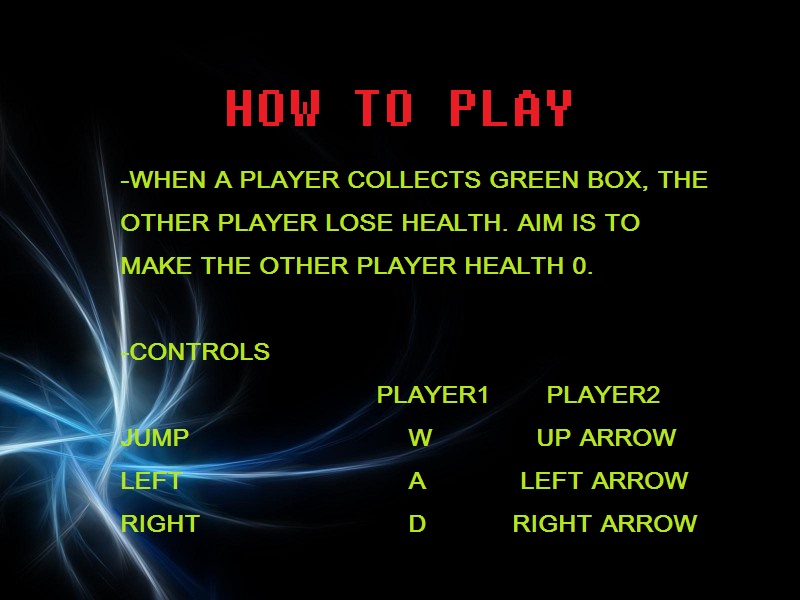 HOW TO PLAY
-WHEN A PLAYER COLLECTS GREEN BOX, THE
OTHER PLAYER LOSE HEALTH. AIM IS TO
MAKE THE OTHER PLAYER HEALTH 0.
-CONTROLS
PLAYER1 PLAYER2
JUMP W UP ARROW
LEFT A LEFT ARROW
RIGHT D RIGHT ARROW